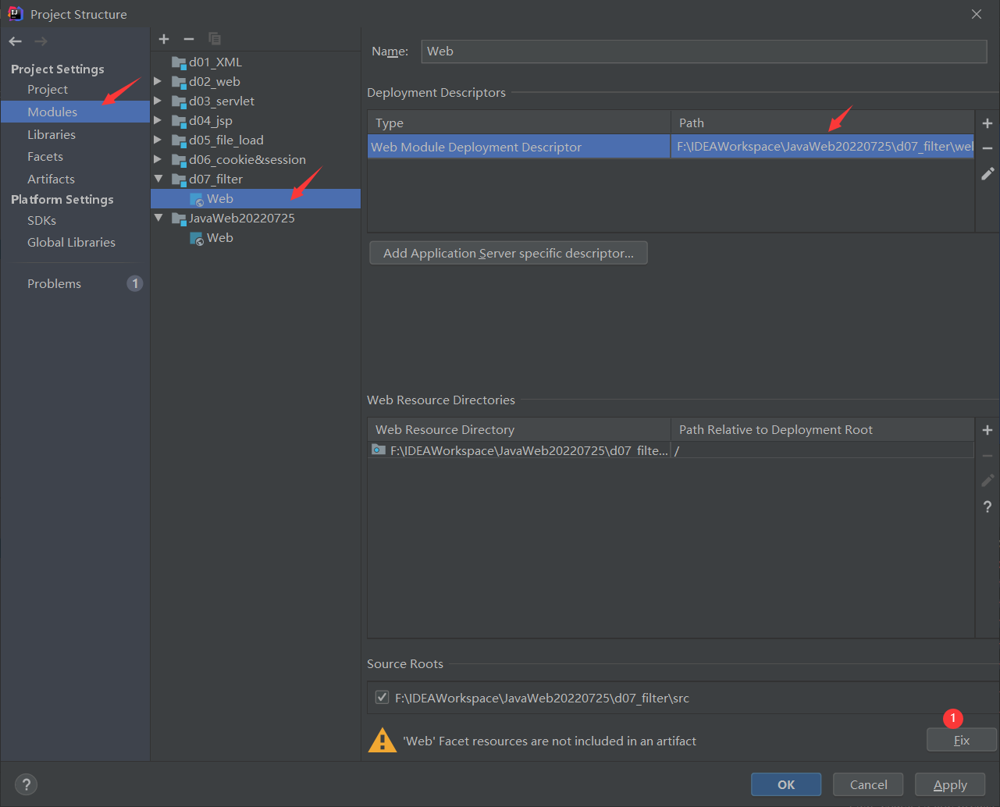 Project Structure
Project Settings
Project
Modules
Libraries
Facets
Artifacts
Platform Settings
SDKs
Global Libraries
Problems
1
d01_XML
d02_web
d03_servlet
d04_jsp
d05_file_load
d06_cookie&session
d07_filter
Web
JavaWeb20220725
Web
Name: Web
Deployment Descriptors
Type Path
Web Module Deployment Descriptor F:\IDEAWorkspace\JavaWeb20220725\d07_filter\wel
Add Application Server specific descriptor...
Web Resource Directories
Web Resource Directory Path Relative to Deployment Root
F:\IDEAWorkspace\JavaWeb20220725\d07_filte... /
?
Source Roots
F:\IDEAWorkspace\JavaWeb20220725\d07_filter\src
1
'Web' Facet resources are not included in an artifact Fix
? OK Cancel Apply